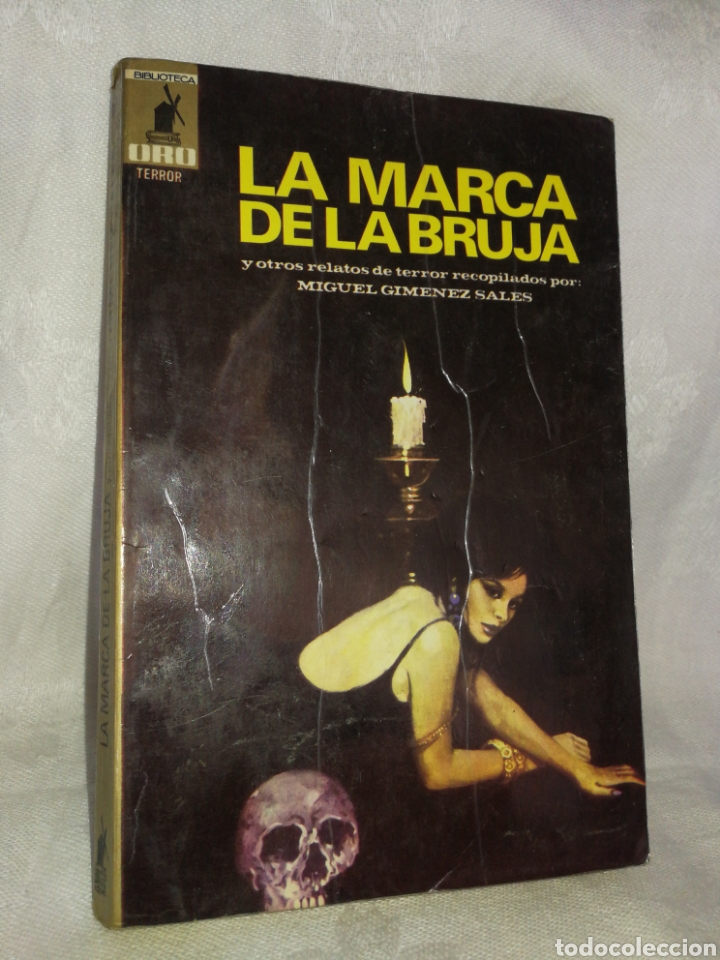 BIBLIOTECA
ORO
TERROR
LA MARCA
DE LA BRUJA
y otros relatos de terror recopilados por:
MIGUEL GIMENEZ SALES
LA MARCA DE LA BRUJA
todocoleccion